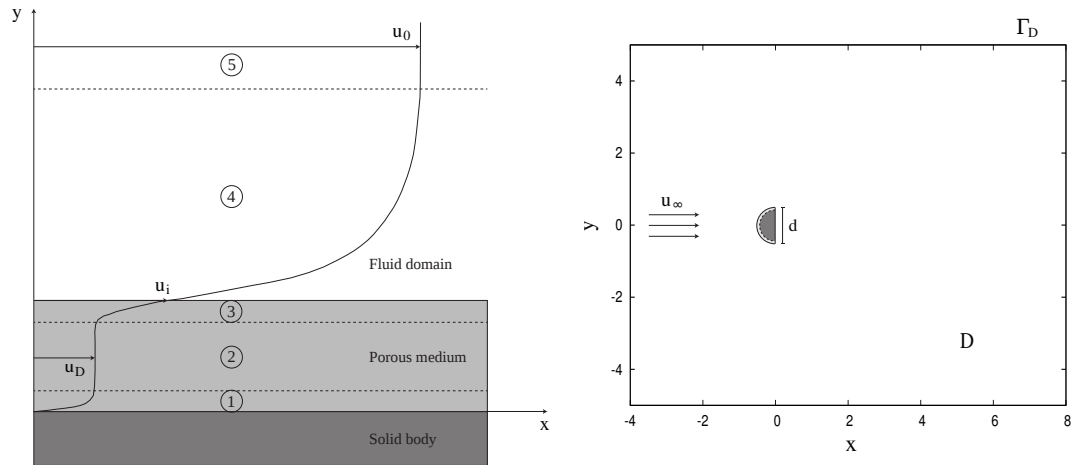 y
u0
5
4
Fluid domain
ui
3
2
Porous medium
uD
1
x
Solid body
ΓD
4
2
u∞
y
0
d
-2
D
-4
-4 -2 0 2 4 6 8
x